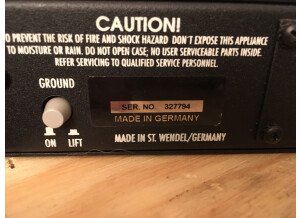 CAUTION!
TO PREVENT THE RISK OF FIRE AND SHOCK HAZARD DON'T EXPOSE THIS APPLIANCE
TO MOISTURE OR RAIN. DO NOT OPEN CASE; NO USER SERVICEABLE PARTS INSIDE.
REFER SERVICING TO QUALIFIED SERVICE PERSONNEL.
GROUND
SER. NO. 327794
MADE IN GERMANY
ON LIFT
MADE IN ST. WENDEL/GERMANY